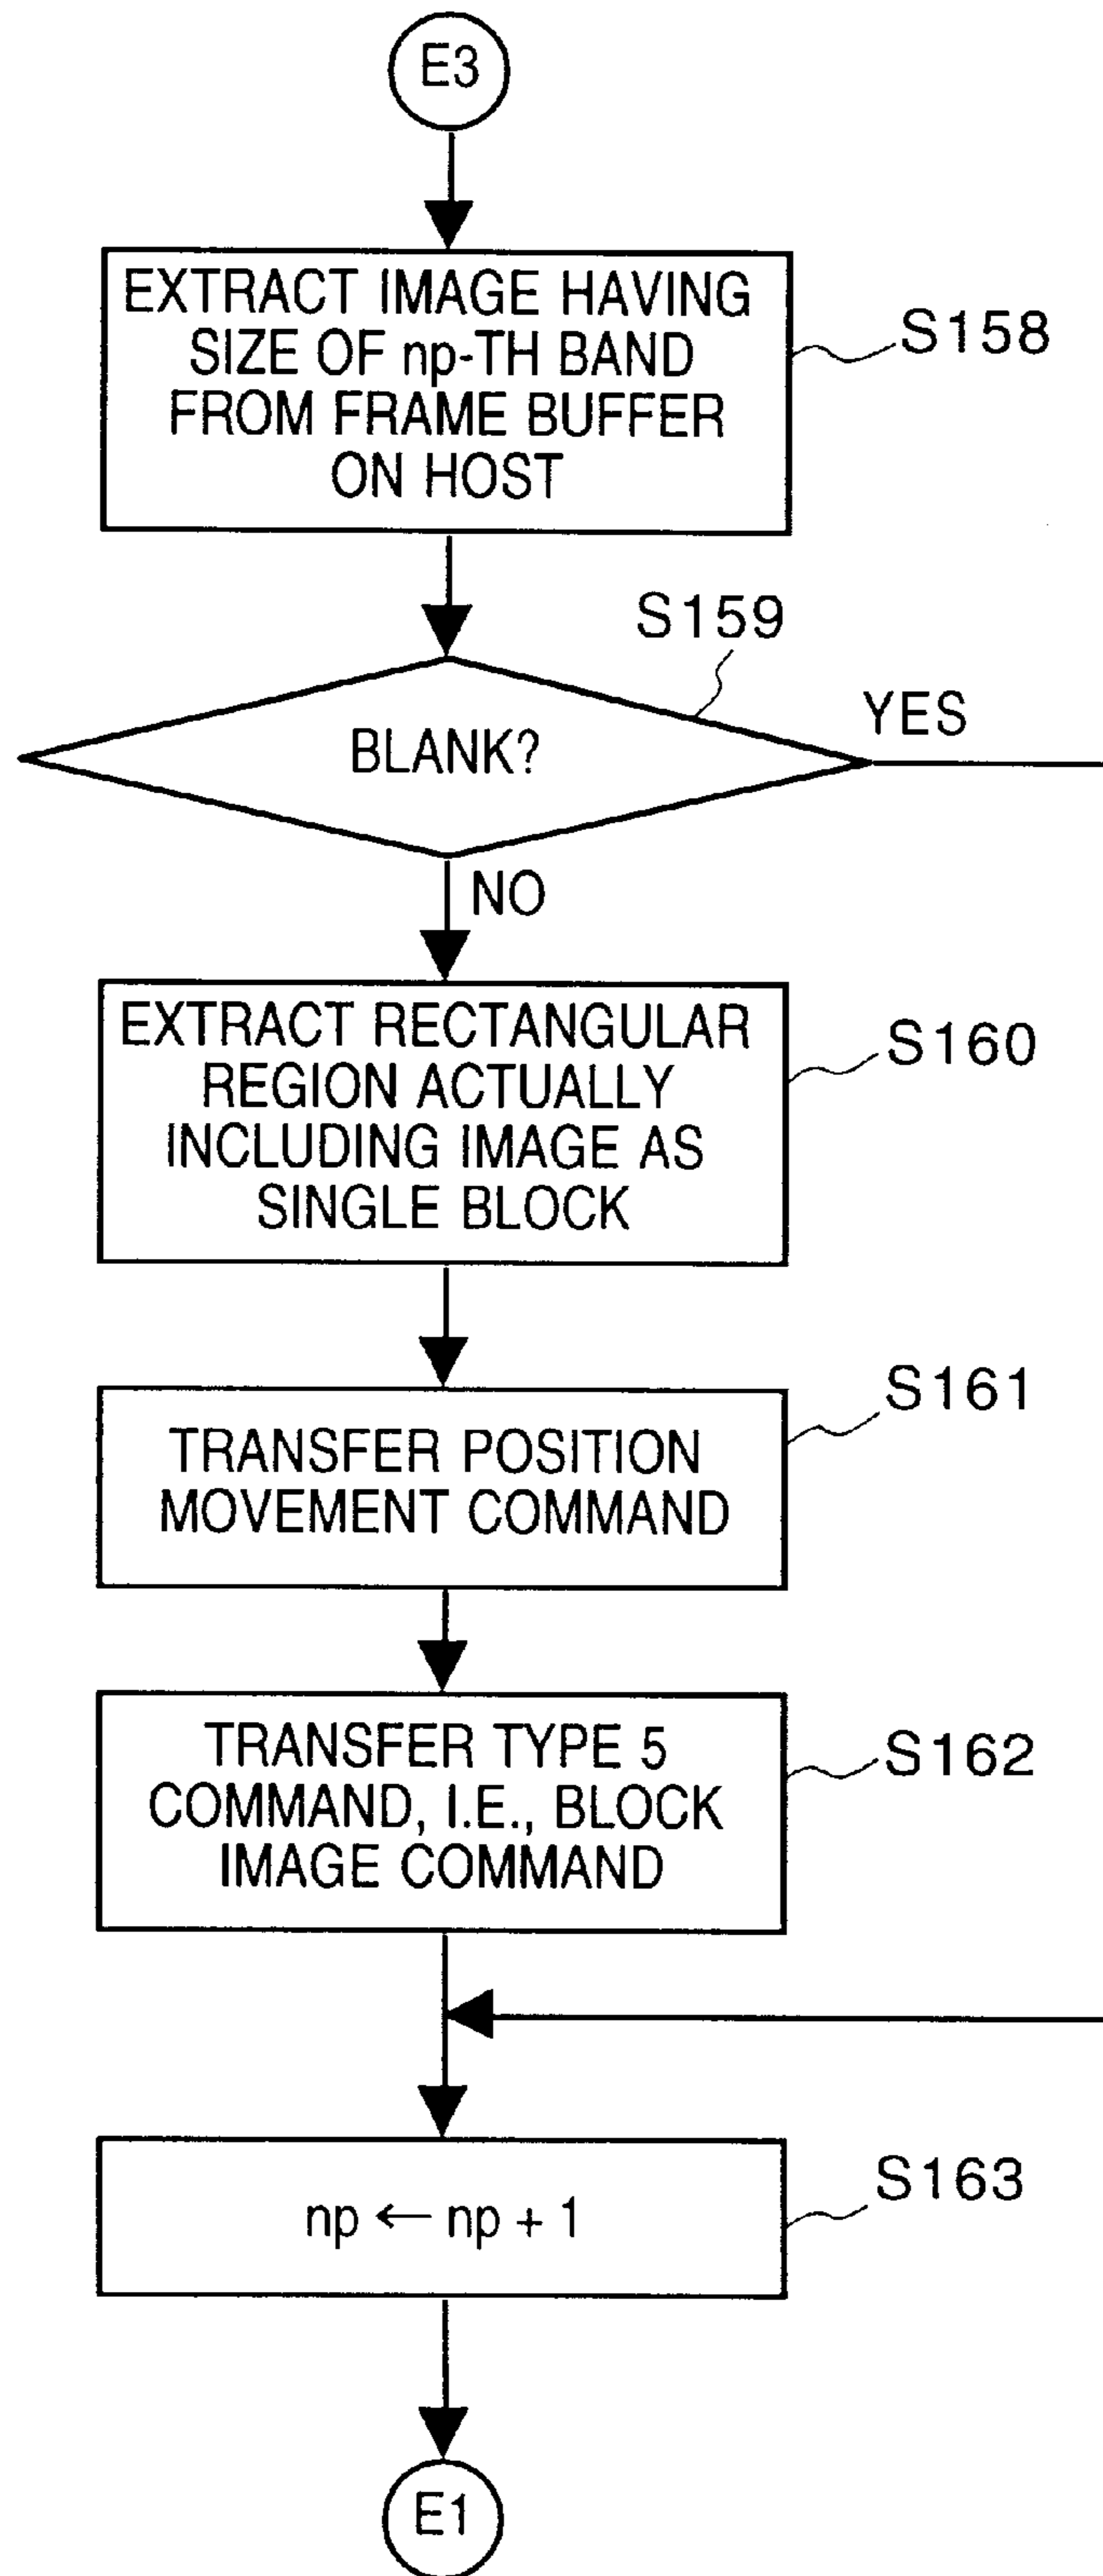 E3
EXTRACT IMAGE HAVING
SIZE OF np-TH BAND
FROM FRAME BUFFER
ON HOST
S158
S159
BLANK?
YES
NO
EXTRACT RECTANGULAR
REGION ACTUALLY
INCLUDING IMAGE AS
SINGLE BLOCK
S160
TRANSFER POSITION
MOVEMENT COMMAND
S161
TRANSFER TYPE 5
COMMAND, I.E., BLOCK
IMAGE COMMAND
S162
np ← np + 1
S163
E1